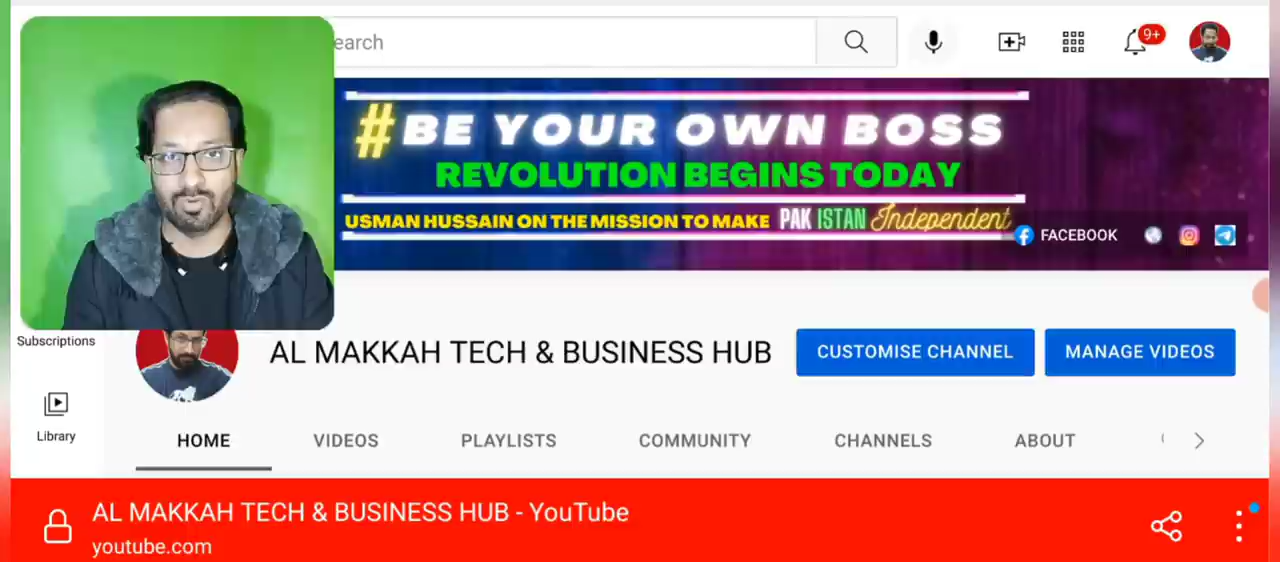 earch
9+
#BE YOUR OWN BOSS
REVOLUTION BEGINS TODAY
USMAN HUSSAIN ON THE MISSION TO MAKE PAK ISTAN Independent
FACEBOOK
Subscriptions
AL MAKKAH TECH & BUSINESS HUB
CUSTOMISE CHANNEL
MANAGE VIDEOS
Library
HOME VIDEOS PLAYLISTS COMMUNITY CHANNELS ABOUT
AL MAKKAH TECH & BUSINESS HUB - YouTube
youtube.com